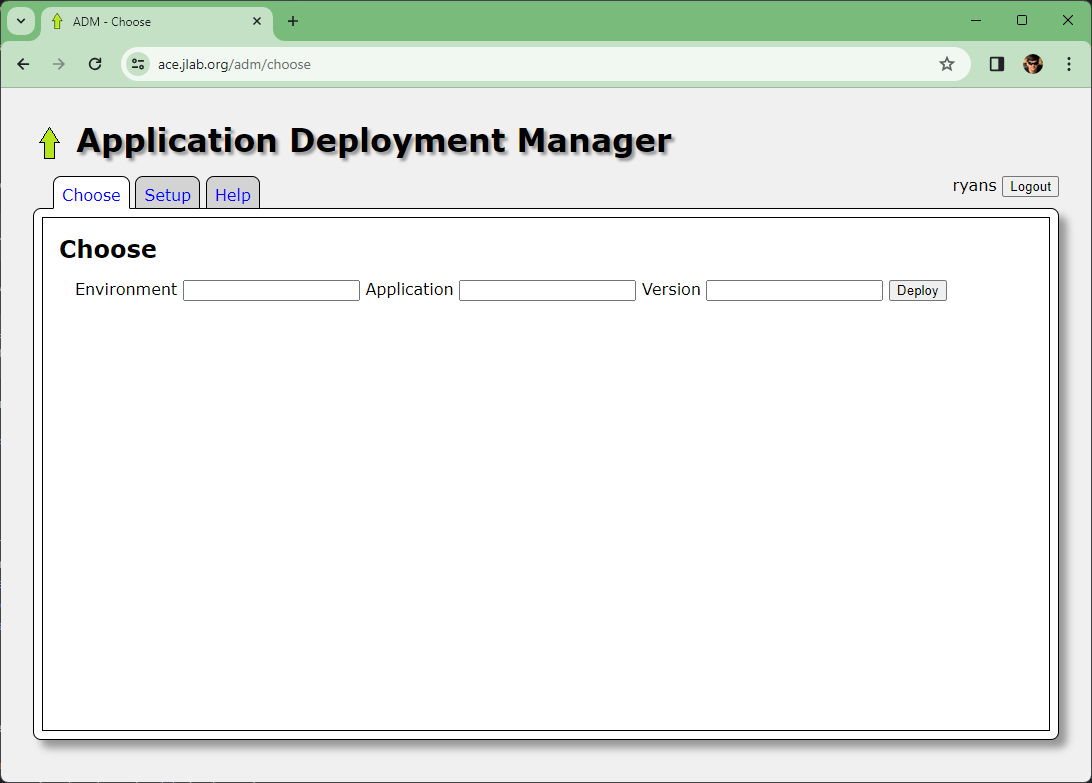 ADM - Choose
ace.jlab.org/adm/choose
Application Deployment Manager
Choose Setup Help ryans Logout
Choose
Environment Application Version Deploy